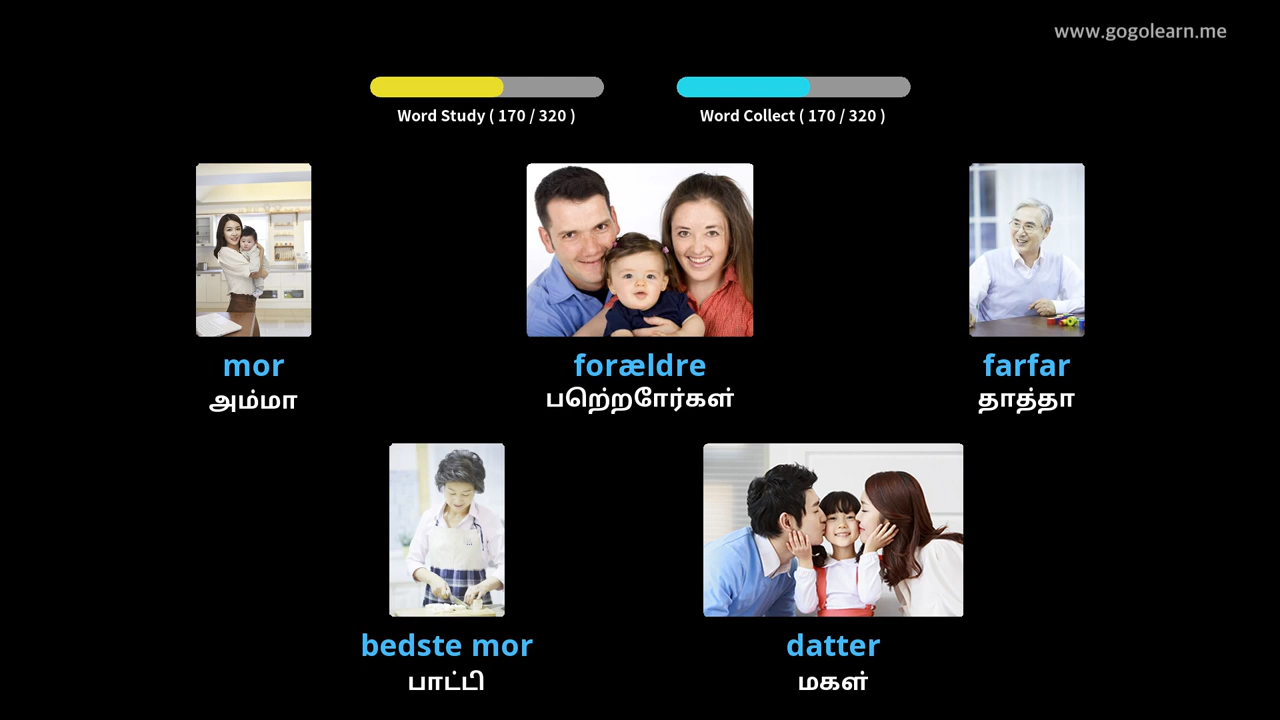 www.gogolearn.me
Word Study ( 170 / 320 )
Word Collect ( 170 / 320 )
mor
அம்மா
forældre
பெற்றோர்கள்
farfar
தாத்தா
bedste mor
பாட்டி
datter
மகள்